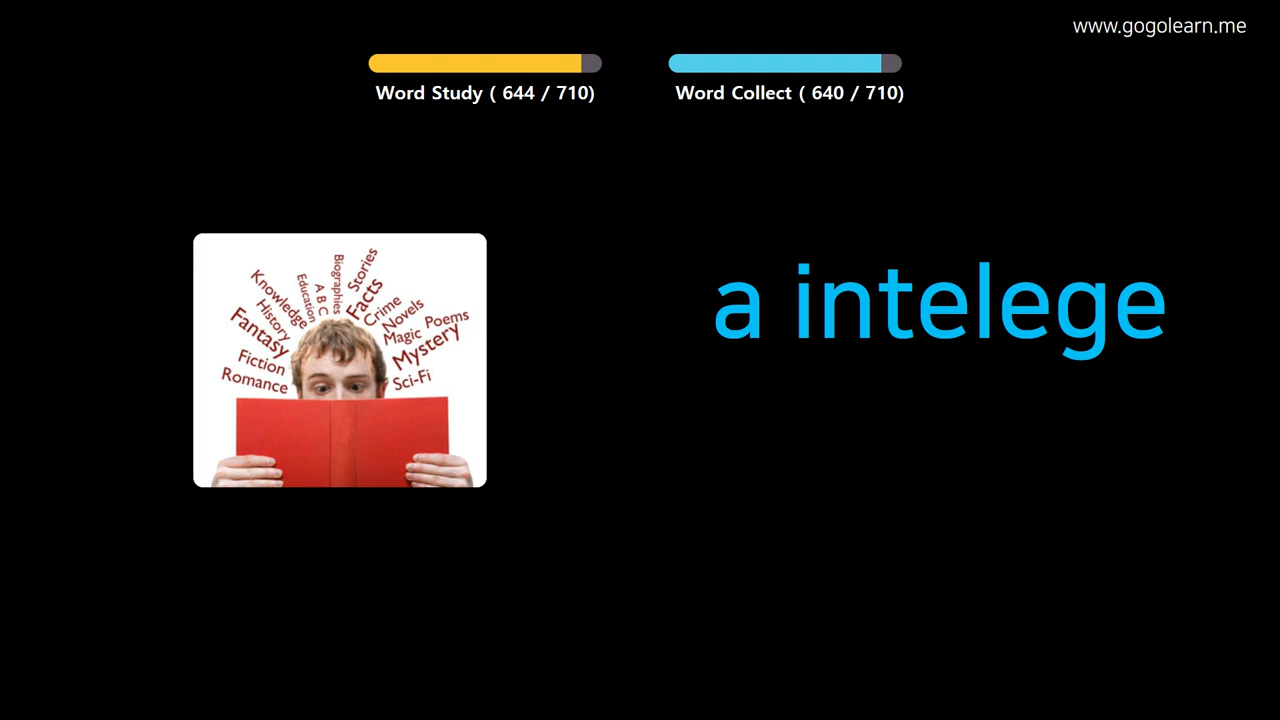 www.gogolearn.me
Word Study ( 644 / 710)
Word Collect ( 640 / 710)
a intelege
Stories
Biographies
Facts
A B C
Education
Knowledge
History
Crime
Novels
Fantasy
Magic
Poems
Mystery
Fiction
Romance
Sci-Fi